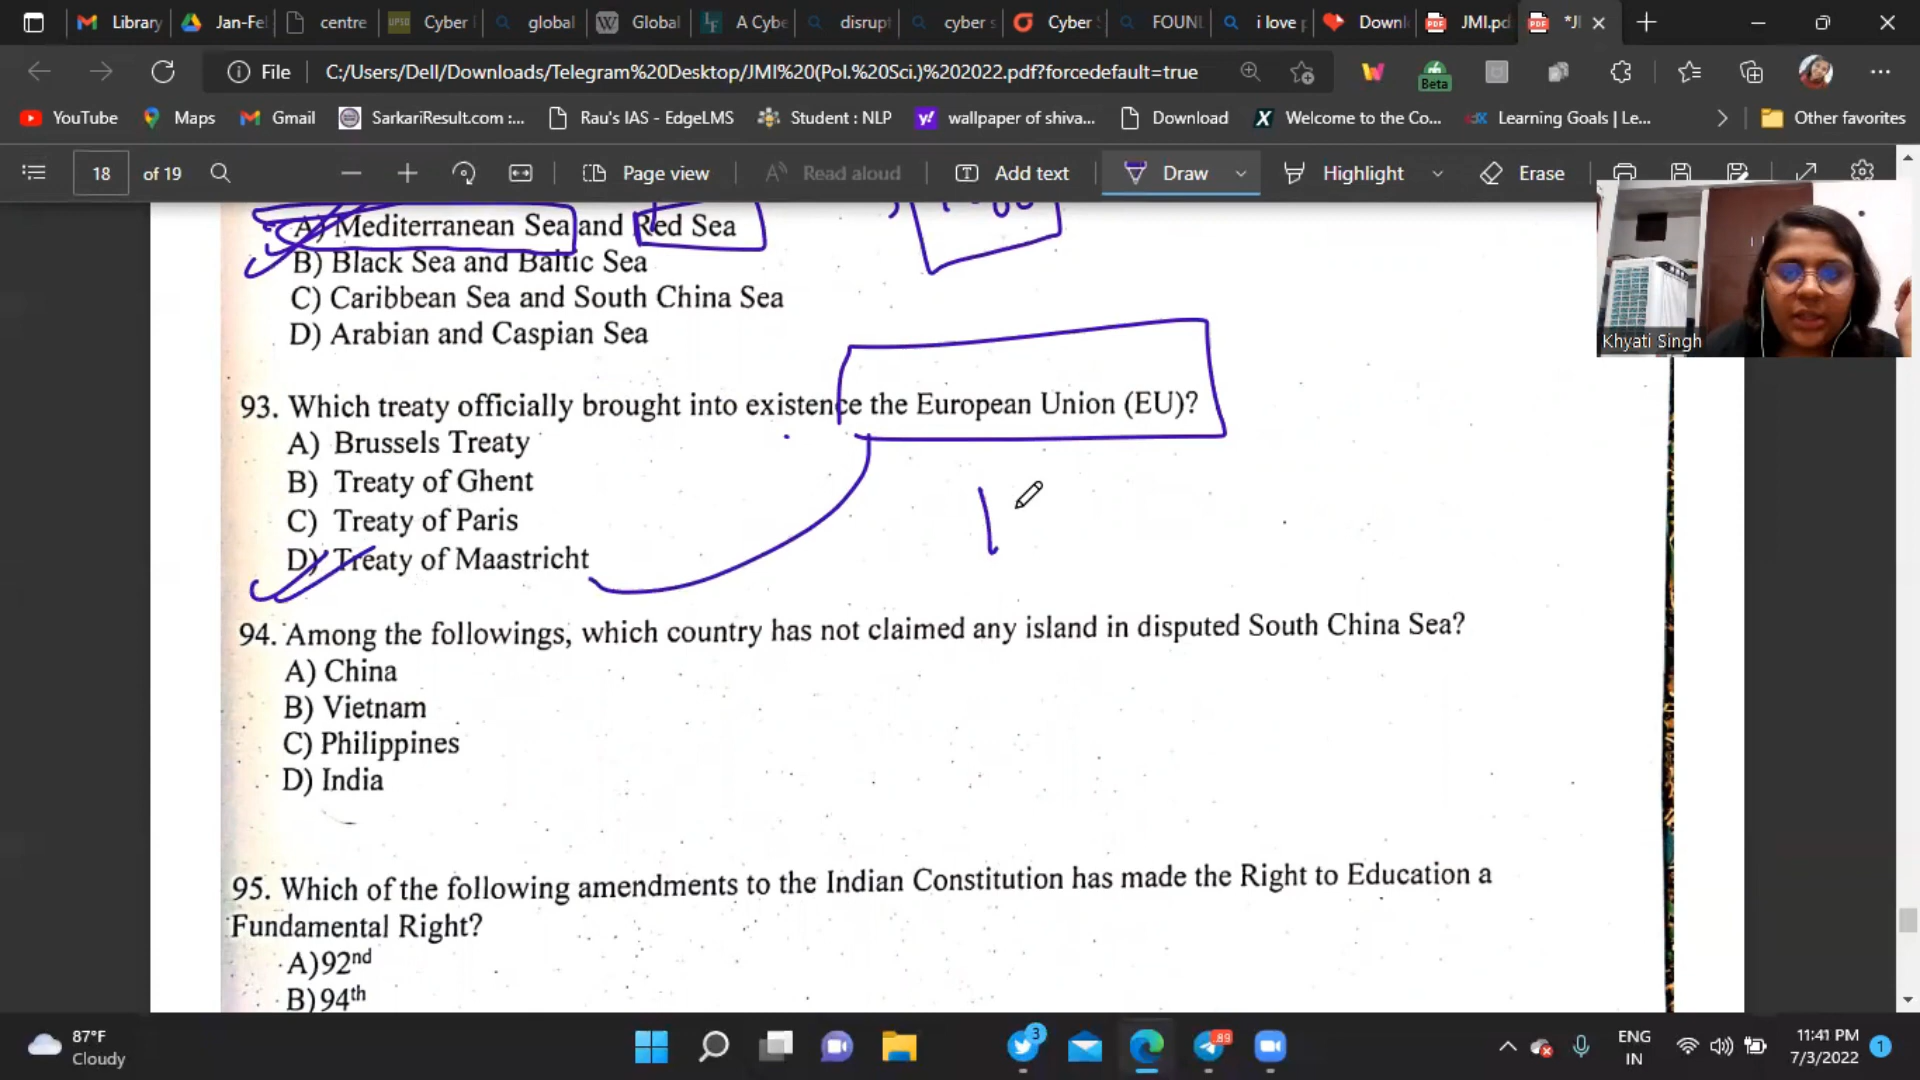 Library
Jan-Fe
centre
UPSD
Cyber
global
W
Global
LF
A Cybe
disrupt
cyber s
Cyber
FOUNI
i love p
Downl
JMI.pd
*JI
File
C:/Users/Dell/Downloads/Telegram%20Desktop/JMI%20(Pol.%20Sci.)%202022.pdf?forcedefault=true
Beta
YouTube
Maps
Gmail
SarkariResult.com :...
Rau's IAS - EdgeLMS
Student : NLP
wallpaper of shiva...
Download
Welcome to the Co...
Learning Goals | Le...
Other favorites
18 of 19
Page view
Read aloud
Add text
Draw
Highlight
Erase
A) Mediterranean Sea and Red Sea
B) Black Sea and Baltic Sea
C) Caribbean Sea and South China Sea
D) Arabian and Caspian Sea
Khyati Singh
93. Which treaty officially brought into existence the European Union (EU)?
A) Brussels Treaty
B) Treaty of Ghent
C) Treaty of Paris
D) Treaty of Maastricht
94. Among the followings, which country has not claimed any island in disputed South China Sea?
A) China
B) Vietnam
C) Philippines
D) India
95. Which of the following amendments to the Indian Constitution has made the Right to Education a
Fundamental Right?
A) 92nd
B) 94th
87°F
Cloudy
3
89
ENG
IN
11:41 PM
7/3/2022
1